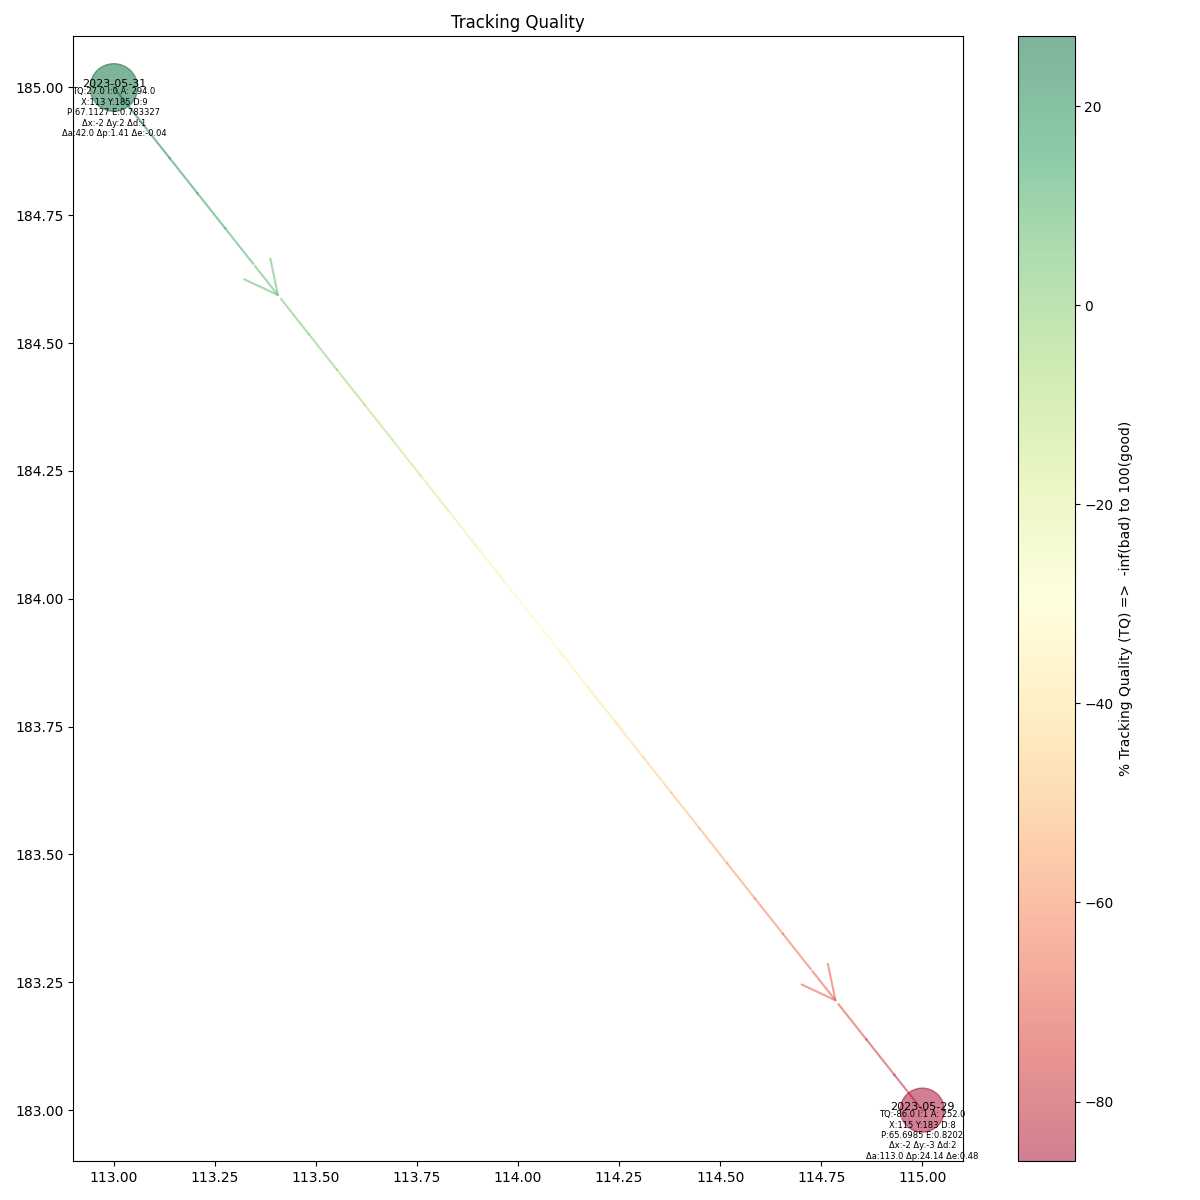 Tracking Quality
185.00
184.75
184.50
184.25
184.00
183.75
183.50
183.25
183.00
113.00
113.25
113.50
113.75
114.00
114.25
114.50
114.75
115.00
2023-05-31
TQ:27.0 I:0 A: 294.0
X:113 Y:185 D:9
P:67.1127 E:0.783327
Δx:-2 Δy:2 Δd:1
Δa:42.0 Δp:1.41 Δe:-0.04
2023-05-29
TQ:-86.0 I:1 A: 252.0
X:115 Y:183 D:8
P:65.6985 E:0.8202
Δx:-2 Δy:-3 Δd:2
Δa:113.0 Δp:24.14 Δe:0.48
20
0
−20
−40
−60
−80
% Tracking Quality (TQ) =>  -inf(bad) to 100(good)